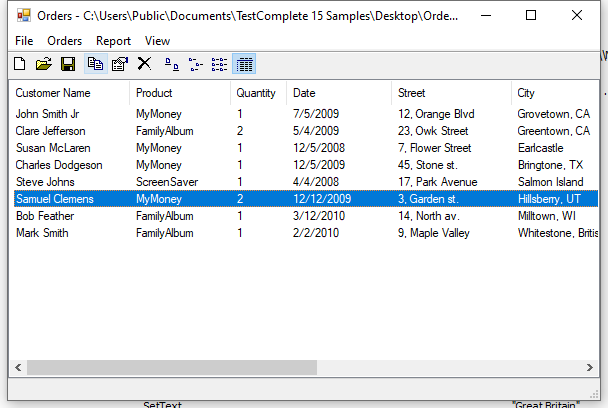 Orders - C:\Users\Public\Documents\TestComplete 15 Samples\Desktop\Orde...
File Orders Report View
Customer Name Product Quantity Date Street City
John Smith Jr MyMoney 1 7/5/2009 12, Orange Blvd Grovetown, CA
Clare Jefferson FamilyAlbum 2 5/4/2009 23, Owk Street Greentown, CA
Susan McLaren MyMoney 1 12/5/2008 7, Flower Street Earlcastle
Charles Dodgeson MyMoney 1 12/5/2009 45, Stone st. Bringtone, TX
Steve Johns ScreenSaver 1 4/4/2008 17, Park Avenue Salmon Island
Samuel Clemens MyMoney 2 12/12/2009 3, Garden st. Hillsberry, UT
Bob Feather FamilyAlbum 1 3/12/2010 14, North av. Milltown, WI
Mark Smith FamilyAlbum 1 2/2/2010 9, Maple Valley Whitestone, Britis
SetText "Great Britain"